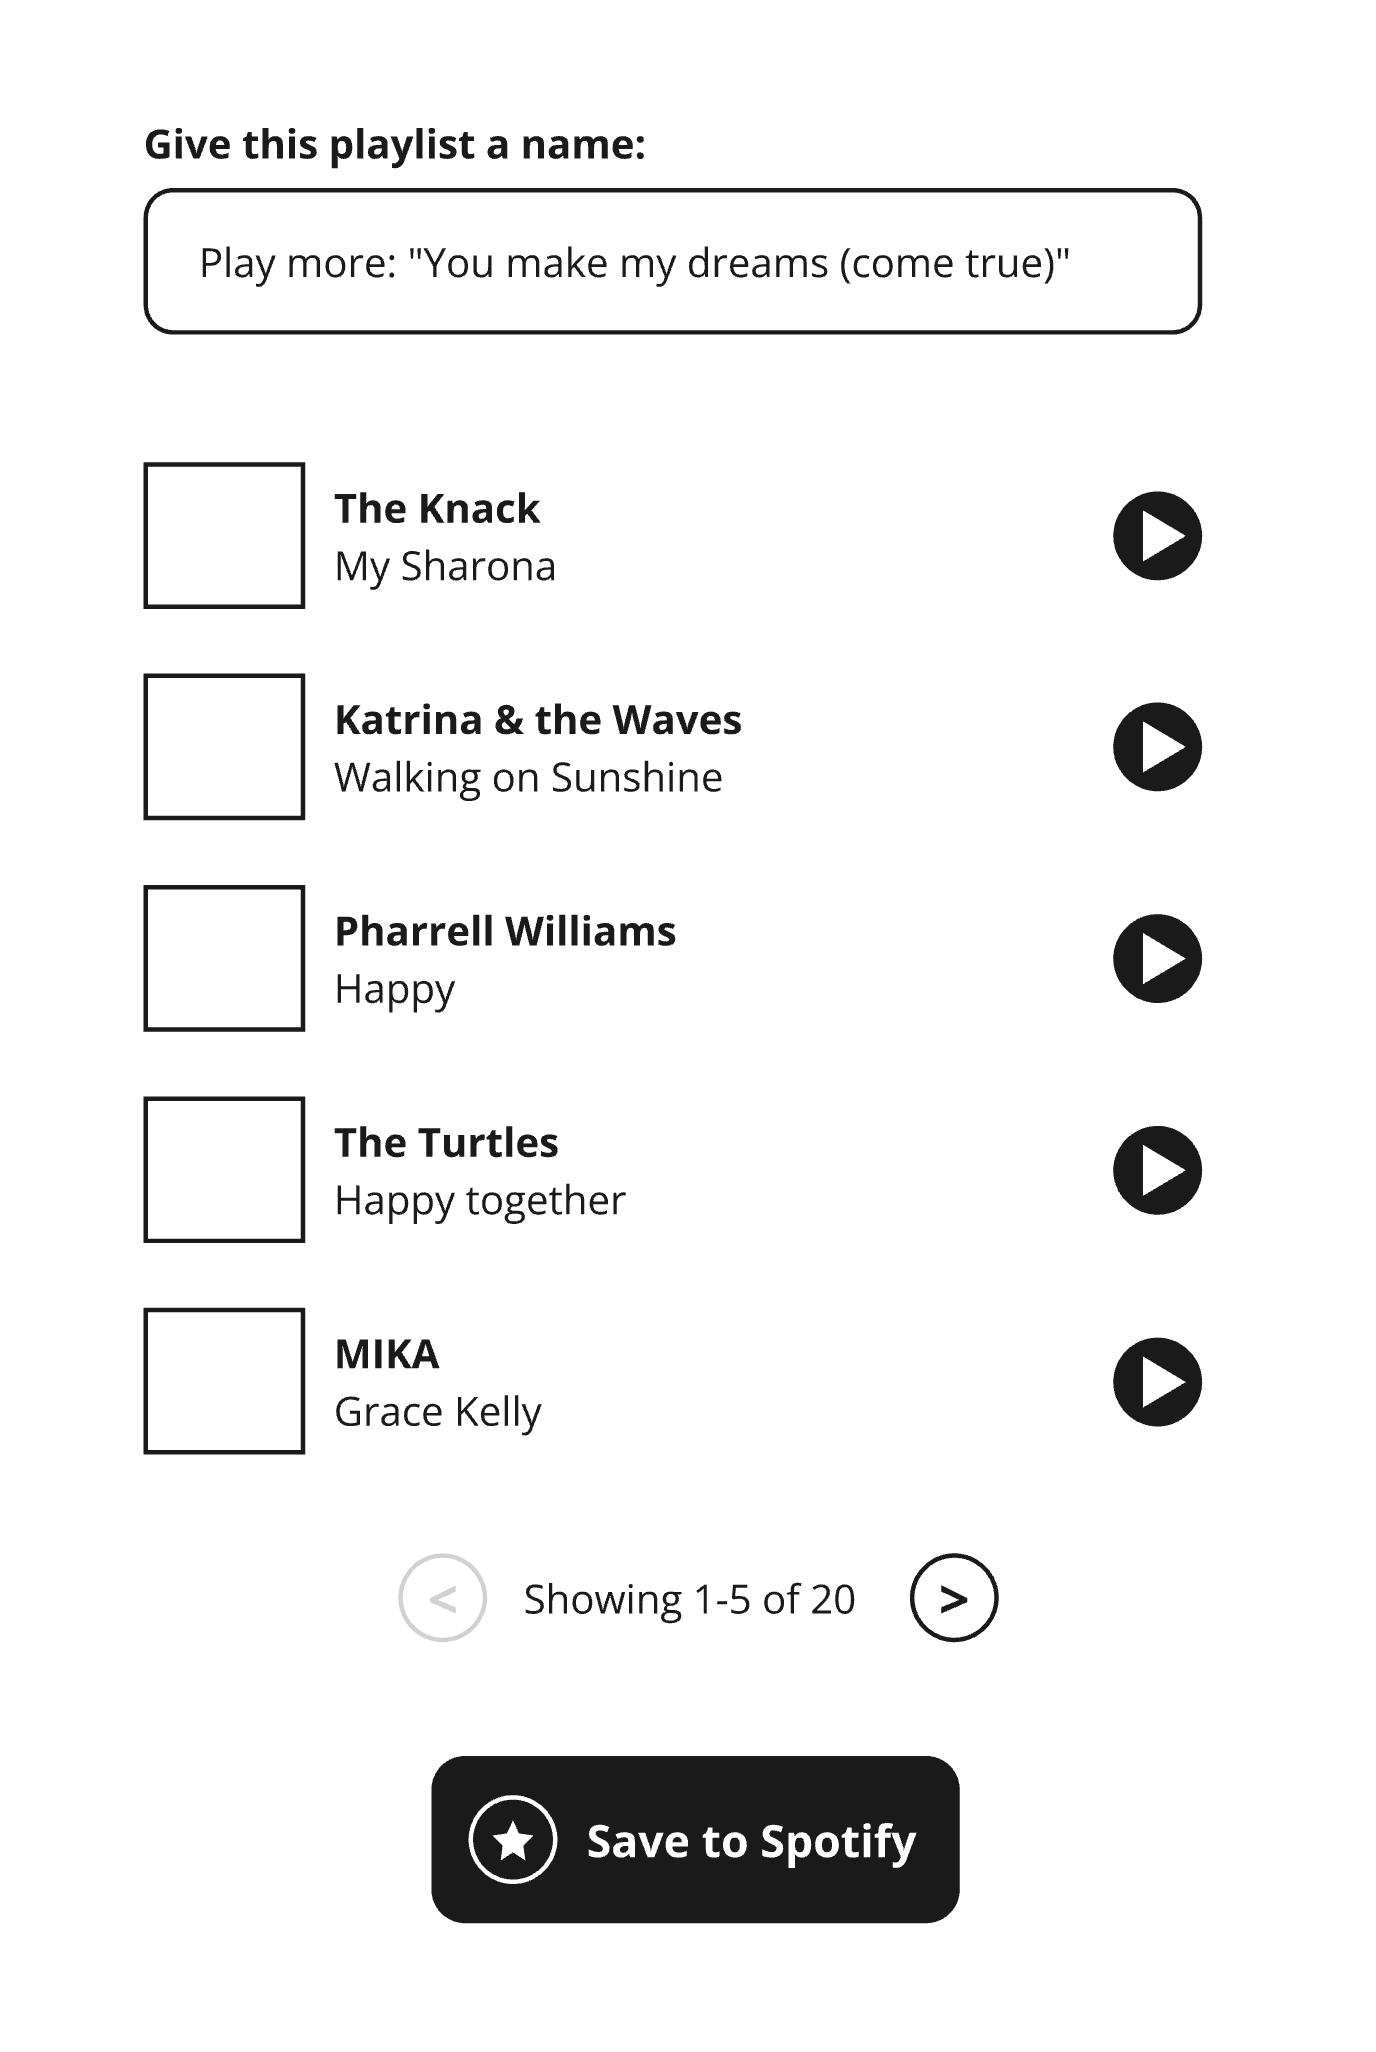 Give this playlist a name:
Play more: "You make my dreams (come true)"
The Knack
My Sharona
Katrina & the Waves
Walking on Sunshine
Pharrell Williams
Happy
The Turtles
Happy together
MIKA
Grace Kelly
< Showing 1-5 of 20 >
Save to Spotify